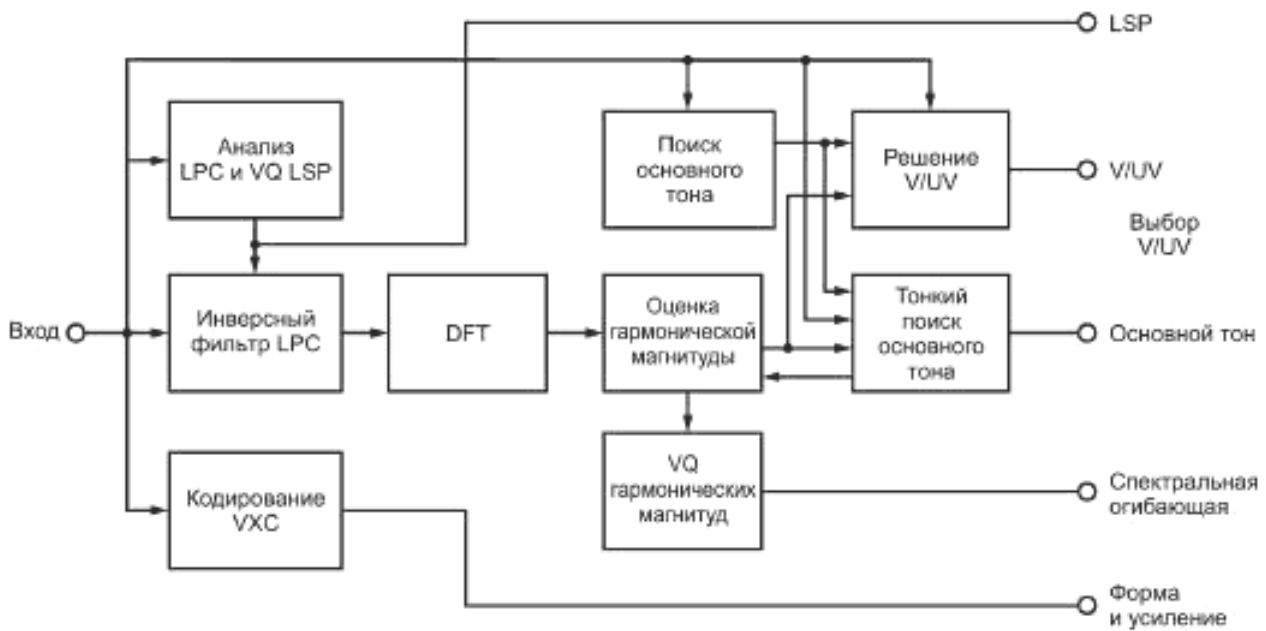 LSP
Анализ
LPC и VQ LSP
Поиск
основного
тона
Решение
V/UV
V/UV
Выбор
V/UV
Вход
Инверсный
фильтр LPC
DFT
Оценка
гармонической
магнитуды
Тонкий
поиск
основного
тона
Основной тон
Кодирование
VXC
VQ
гармонических
магнитуд
Спектральная
огибающая
Форма
и усиление